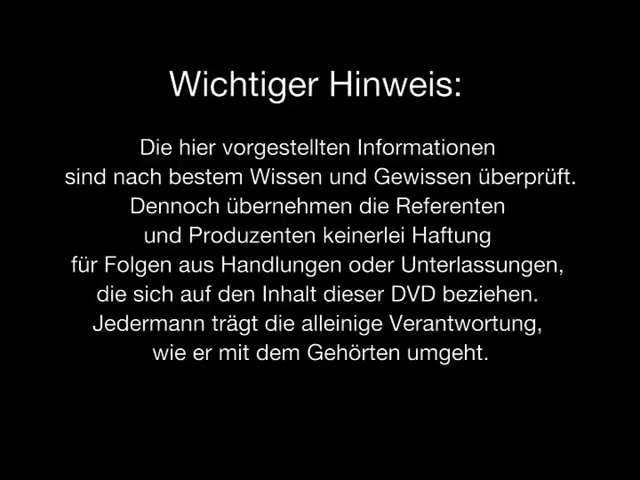 Wichtiger Hinweis:
Die hier vorgestellten Informationen
sind nach bestem Wissen und Gewissen überprüft.
Dennoch übernehmen die Referenten
und Produzenten keinerlei Haftung
für Folgen aus Handlungen oder Unterlassungen,
die sich auf den Inhalt dieser DVD beziehen.
Jedermann trägt die alleinige Verantwortung,
wie er mit dem Gehörten umgeht.